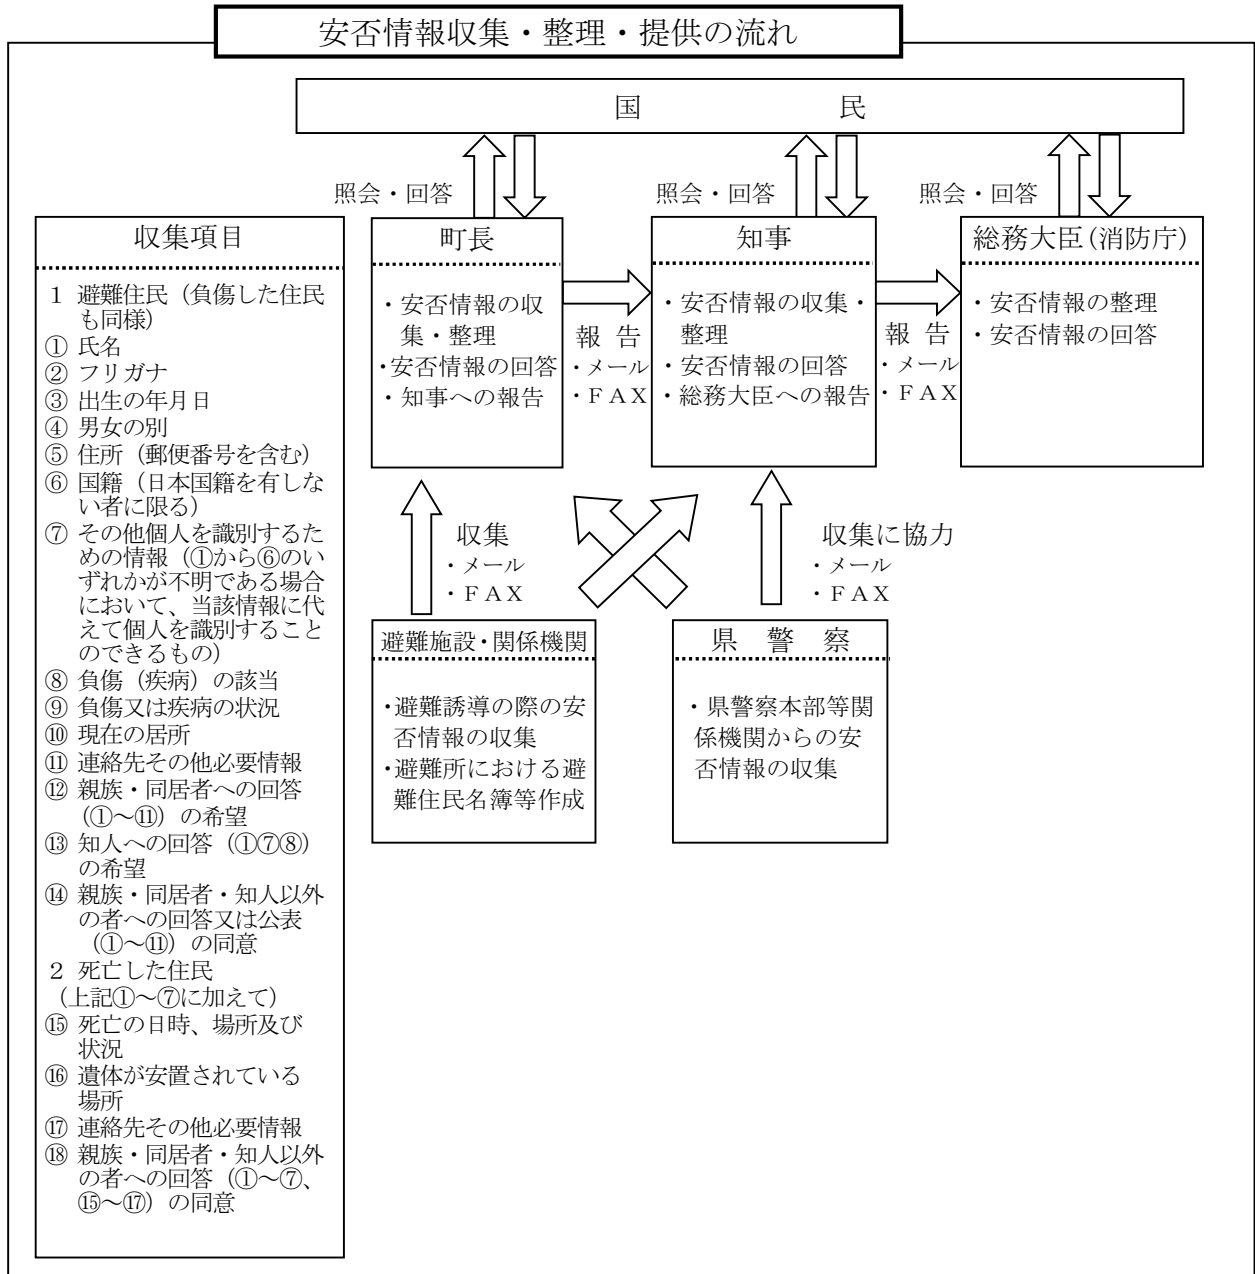 安否情報収集・整理・提供の流れ
国　　　　　民
照会・回答
照会・回答
照会・回答
収集項目
１ 避難住民（負傷した住民
も同様）
① 氏名
② フリガナ
③ 出生の年月日
④ 男女の別
⑤ 住所（郵便番号を含む）
⑥ 国籍（日本国籍を有しな
い者に限る）
⑦ その他個人を識別するた
めの情報（①から⑥のい
ずれかが不明である場合
において、当該情報に代
えて個人を識別すること
のできるもの）
⑧ 負傷（疾病）の該当
⑨ 負傷又は疾病の状況
⑩ 現在の居所
⑪ 連絡先その他必要情報
⑫ 親族・同居者への回答
（①～⑪）の希望
⑬ 知人への回答（①⑦⑧）
の希望
⑭ 親族・同居者・知人以外
の者への回答又は公表
（①～⑪）の同意
２ 死亡した住民
（上記①～⑦に加えて）
⑮ 死亡の日時、場所及び
状況
⑯ 遺体が安置されている
場所
⑰ 連絡先その他必要情報
⑱ 親族・同居者・知人以外
の者への回答（①～⑦、
⑮～⑰）の同意
町長
・安否情報の収
集・整理
・安否情報の回答
・知事への報告
報 告
・メール
・ＦＡＸ
知事
・安否情報の収集・
整理
・安否情報の回答
・総務大臣への報告
報 告
・メール
・ＦＡＸ
総務大臣（消防庁）
・安否情報の整理
・安否情報の回答
収集
・メール
・ＦＡＸ
収集に協力
・メール
・ＦＡＸ
避難施設・関係機関
・避難誘導の際の安
否情報の収集
・避難所における避
難住民名簿等作成
県　警　察
・県警察本部等関
係機関からの安
否情報の収集